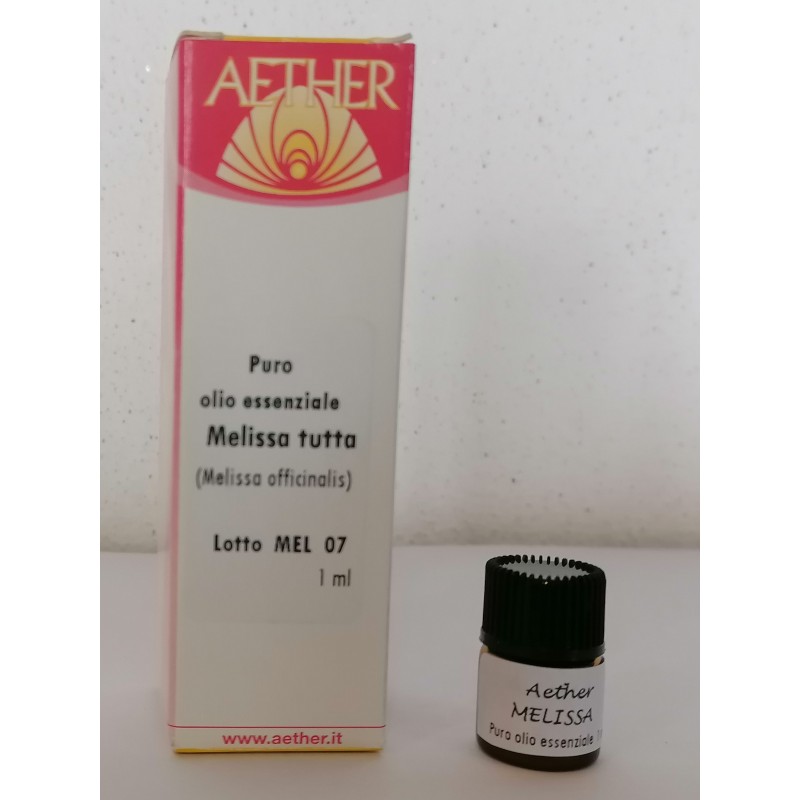 AETHER
Puro
olio essenziale
Melissa tutta
(Melissa officinalis)
Lotto MEL 07
1 ml
www.aether.it
Aether
MELISSA
Puro olio essenziale